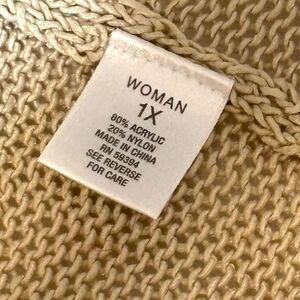 WOMAN
1X
80% ACRYLIC
20% NYLON
MADE IN CHINA
RN 59394
SEE REVERSE
FOR CARE